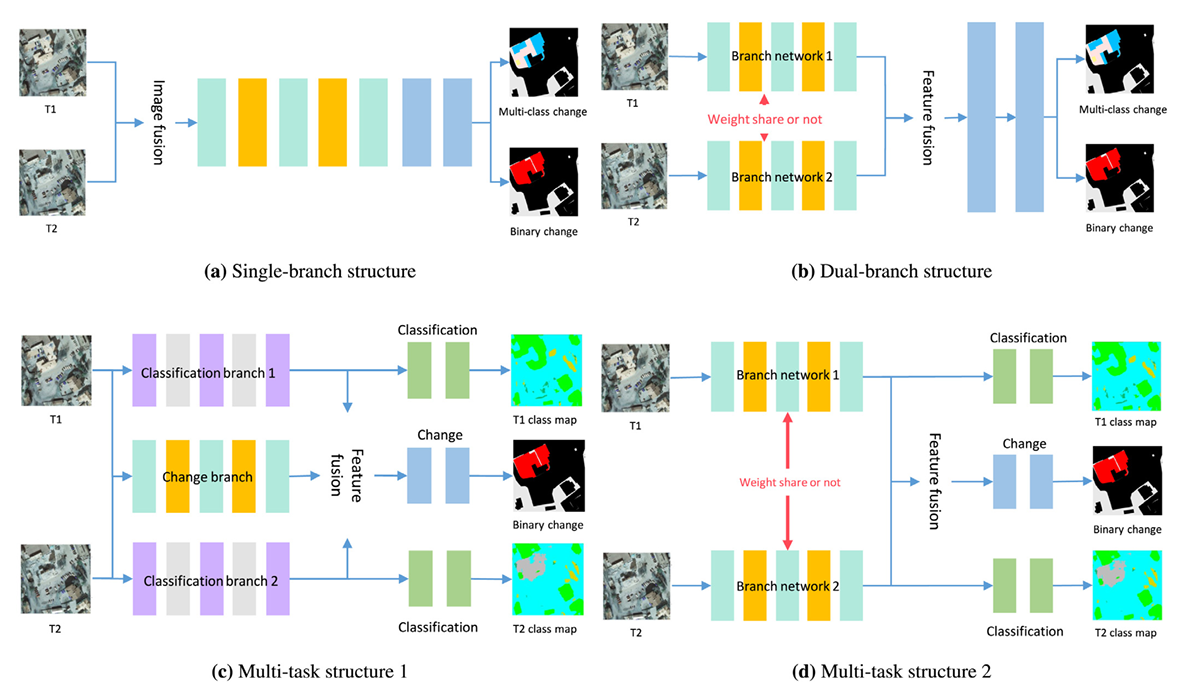 T1
Image fusion
T2
Multi-class change
Binary change
(a) Single-branch structure
T1
Branch network 1
Weight share or not
Branch network 2
T2
Feature fusion
Multi-class change
Binary change
(b) Dual-branch structure
T1
Classification branch 1
Classification
T1 class map
Change branch
Feature
fusion
Change
Binary change
T2
Classification branch 2
Classification
T2 class map
(c) Multi-task structure 1
T1
Branch network 1
Classification
T1 class map
Weight share or not
Feature fusion
Change
Binary change
T2
Branch network 2
Classification
T2 class map
(d) Multi-task structure 2